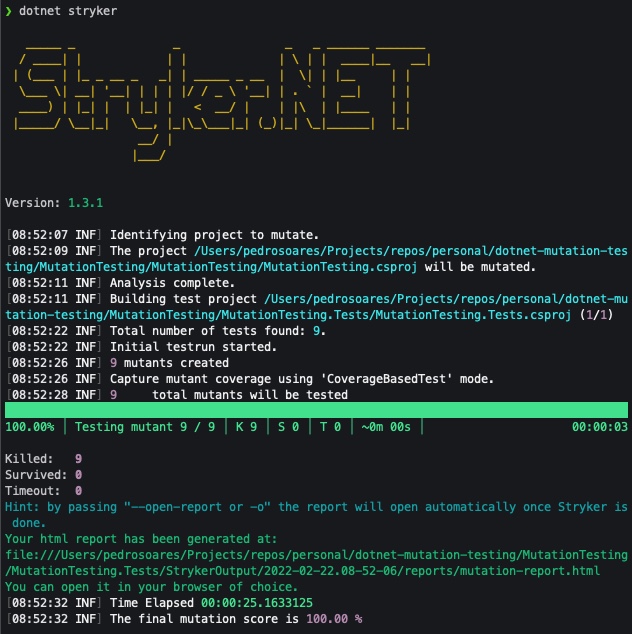 ❯ dotnet stryker
Stryker.NET
Version: 1.3.1
[08:52:07 INF] Identifying project to mutate.
[08:52:09 INF] The project /Users/pedrosoares/Projects/repos/personal/dotnet-mutation-tes
ting/MutationTesting/MutationTesting/MutationTesting.csproj will be mutated.
[08:52:11 INF] Analysis complete.
[08:52:11 INF] Building test project /Users/pedrosoares/Projects/repos/personal/dotnet-mu
tation-testing/MutationTesting/MutationTesting.Tests/MutationTesting.Tests.csproj (1/1)
[08:52:22 INF] Total number of tests found: 9.
[08:52:22 INF] Initial testrun started.
[08:52:26 INF] 9 mutants created
[08:52:26 INF] Capture mutant coverage using 'CoverageBasedTest' mode.
[08:52:28 INF] 9     total mutants will be tested
100.00% │ Testing mutant 9 / 9 │ K 9 │ S 0 │ T 0 │ ~0m 00s │ 00:00:03
Killed:   9
Survived: 0
Timeout:  0
Hint: by passing "--open-report or -o" the report will open automatically once Stryker is
 done.
Your html report has been generated at:
file:///Users/pedrosoares/Projects/repos/personal/dotnet-mutation-testing/MutationTesting
/MutationTesting.Tests/StrykerOutput/2022-02-22.08-52-06/reports/mutation-report.html
You can open it in your browser of choice.
[08:52:32 INF] Time Elapsed 00:00:25.1633125
[08:52:32 INF] The final mutation score is 100.00 %